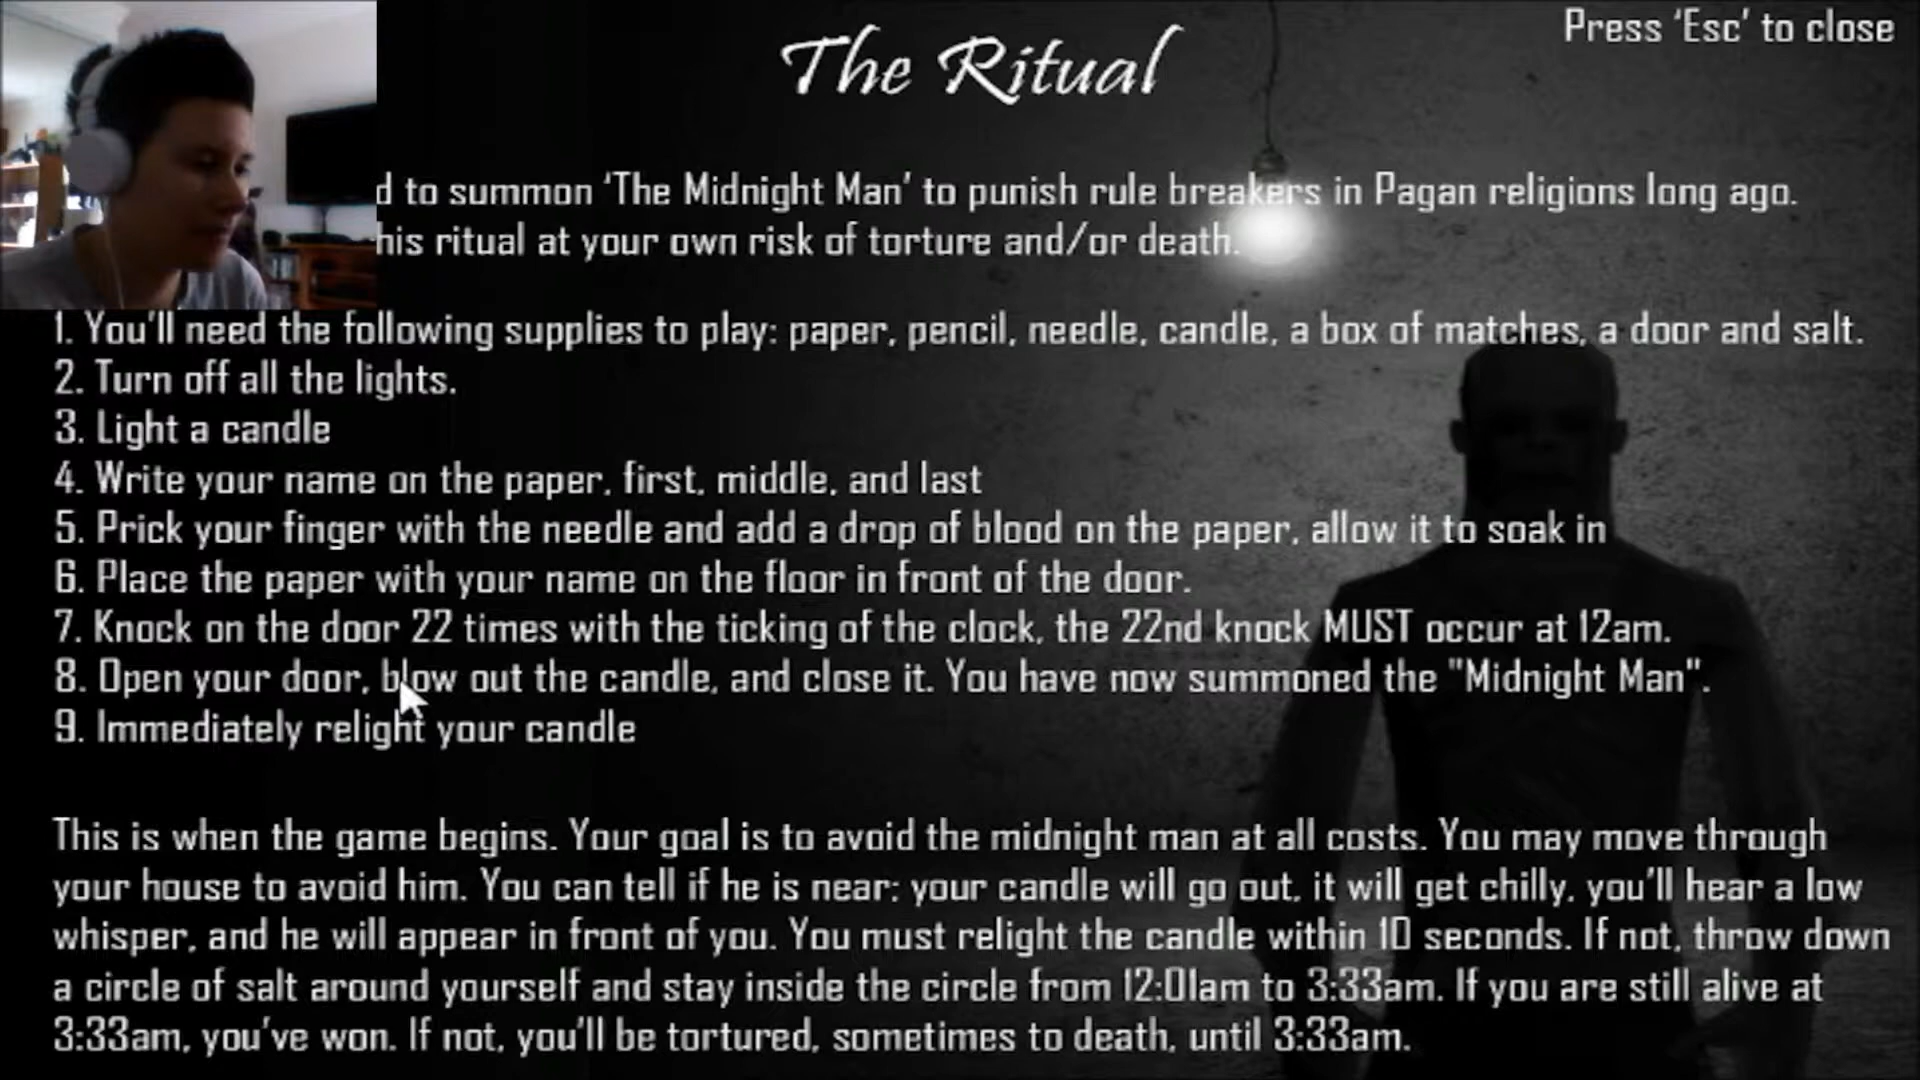 Press 'Esc' to close
The Ritual
d to summon 'The Midnight Man' to punish rule breakers in Pagan religions long ago.
his ritual at your own risk of torture and/or death.
1. You'll need the following supplies to play: paper, pencil, needle, candle, a box of matches, a door and salt.
2. Turn off all the lights.
3. Light a candle
4. Write your name on the paper, first, middle, and last
5. Prick your finger with the needle and add a drop of blood on the paper, allow it to soak in
6. Place the paper with your name on the floor in front of the door.
7. Knock on the door 22 times with the ticking of the clock, the 22nd knock MUST occur at 12am.
8. Open your door, blow out the candle, and close it. You have now summoned the "Midnight Man".
9. Immediately relight your candle
This is when the game begins. Your goal is to avoid the midnight man at all costs. You may move through
your house to avoid him. You can tell if he is near; your candle will go out, it will get chilly, you'll hear a low
whisper, and he will appear in front of you. You must relight the candle within 10 seconds. If not, throw down
a circle of salt around yourself and stay inside the circle from 12:01am to 3:33am. If you are still alive at
3:33am, you've won. If not, you'll be tortured, sometimes to death, until 3:33am.